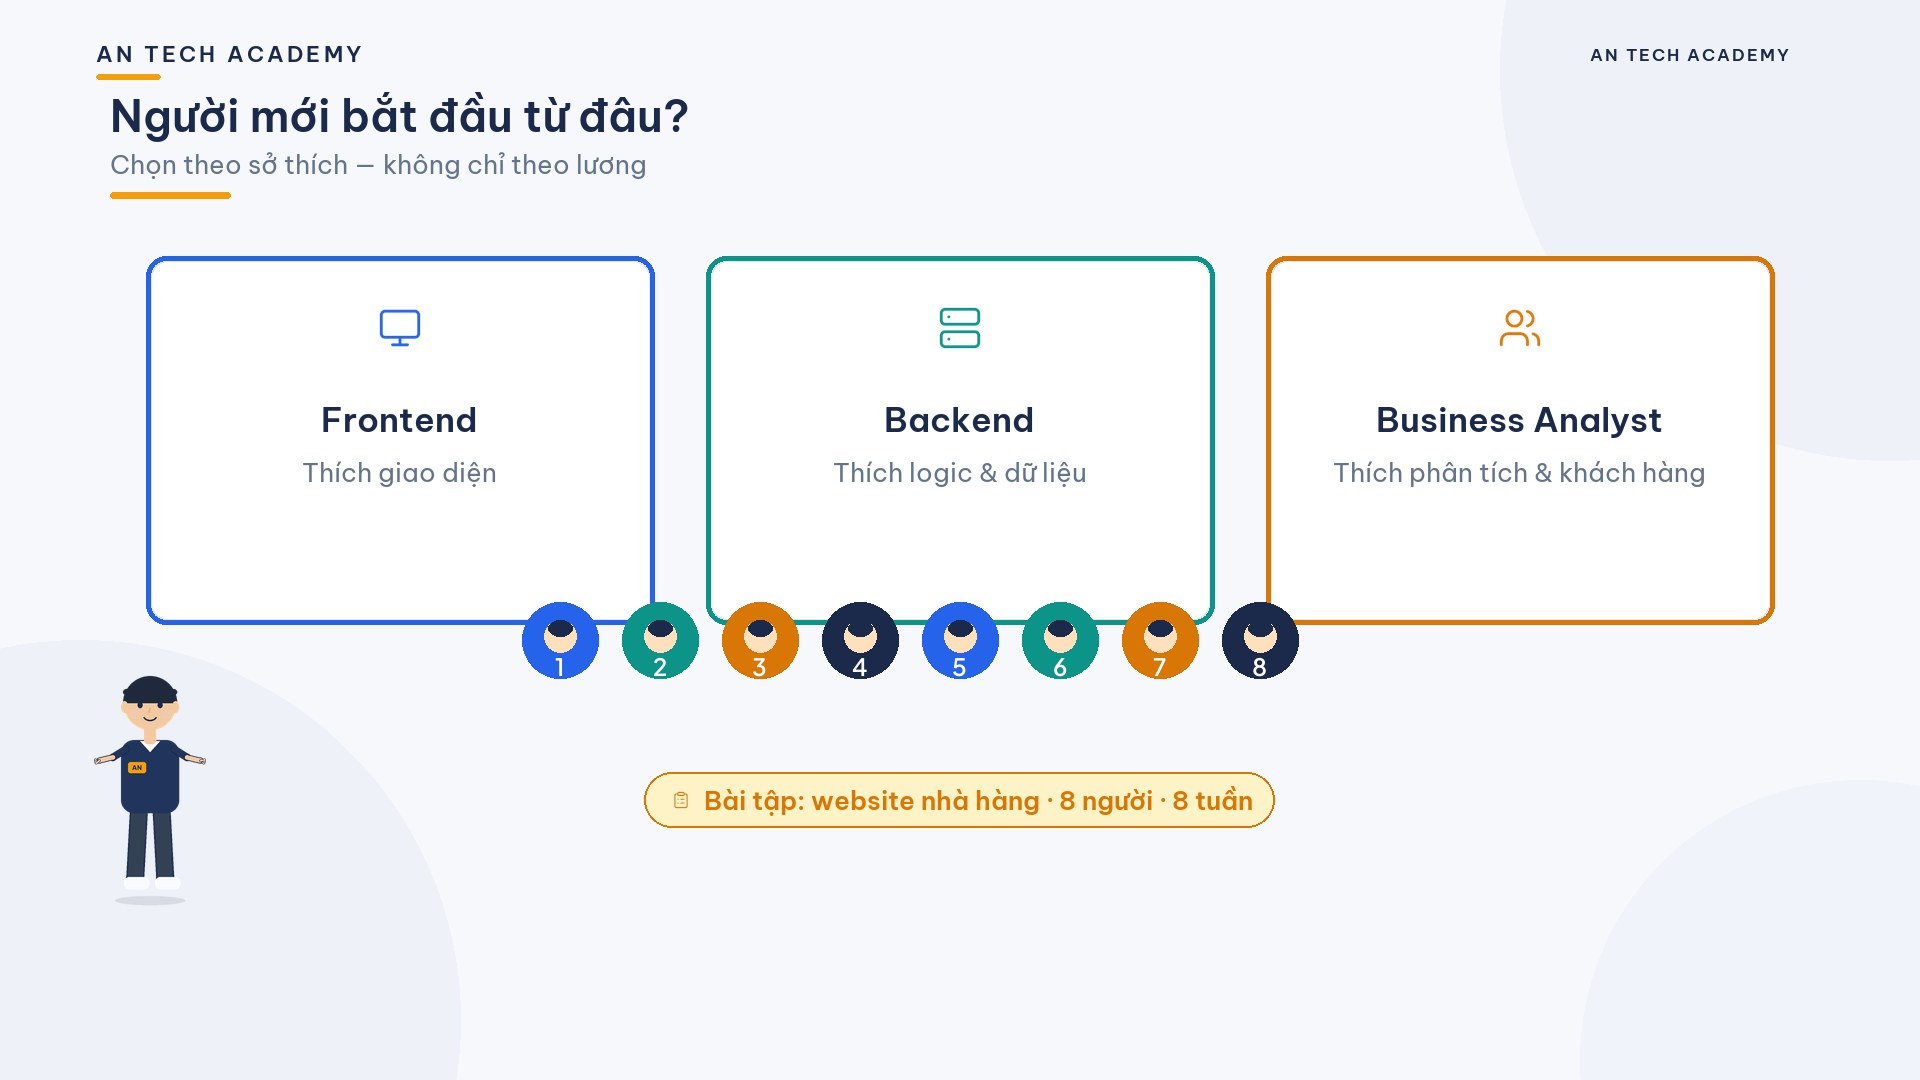 AN TECH ACADEMY
AN TECH ACADEMY
Người mới bắt đầu từ đâu?
Chọn theo sở thích — không chỉ theo lương
Frontend
Thích giao diện
Backend
Thích logic & dữ liệu
Business Analyst
Thích phân tích & khách hàng
1 2 3 4 5 6 7 8
AN
Bài tập: website nhà hàng · 8 người · 8 tuần